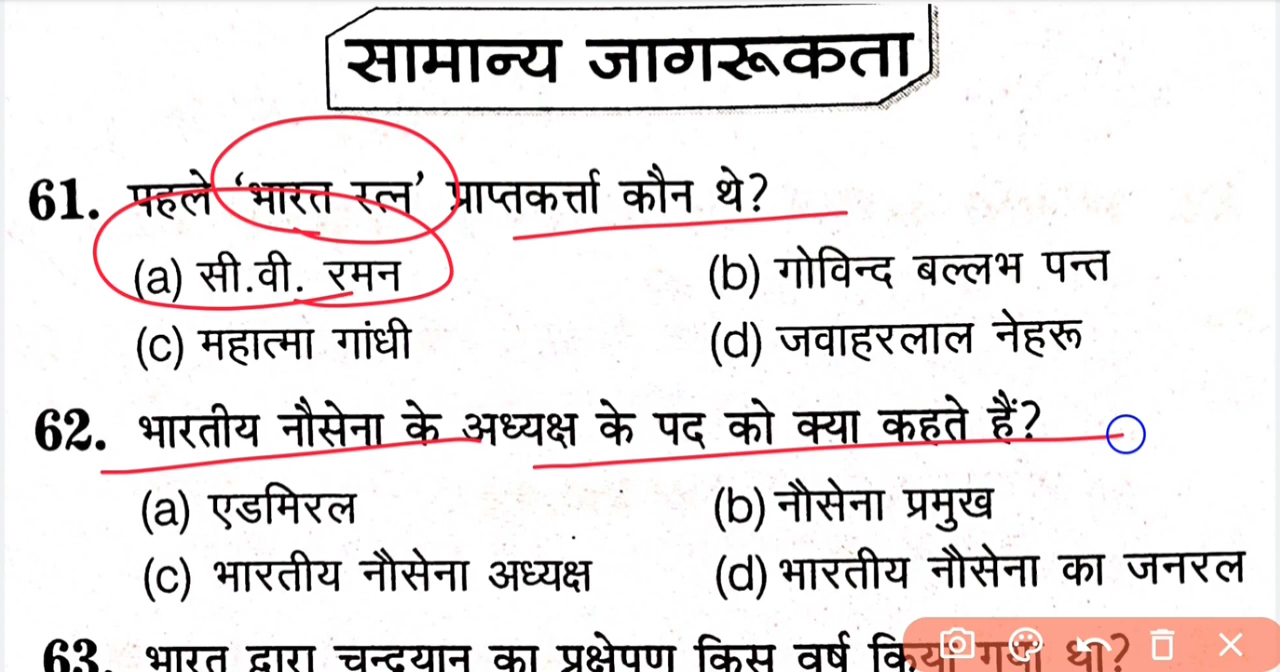 सामान्य जागरूकता
61. पहले ‘भारत रत्न’ प्राप्तकर्त्ता कौन थे?
(a) सी.वी. रमन (b) गोविन्द बल्लभ पन्त
(c) महात्मा गांधी (d) जवाहरलाल नेहरू
62. भारतीय नौसेना के अध्यक्ष के पद को क्या कहते हैं?
(a) एडमिरल (b) नौसेना प्रमुख
(c) भारतीय नौसेना अध्यक्ष (d) भारतीय नौसेना का जनरल
63. भारत द्वारा चन्द्रयान का प्रक्षेपण किस वर्ष किया गया था?